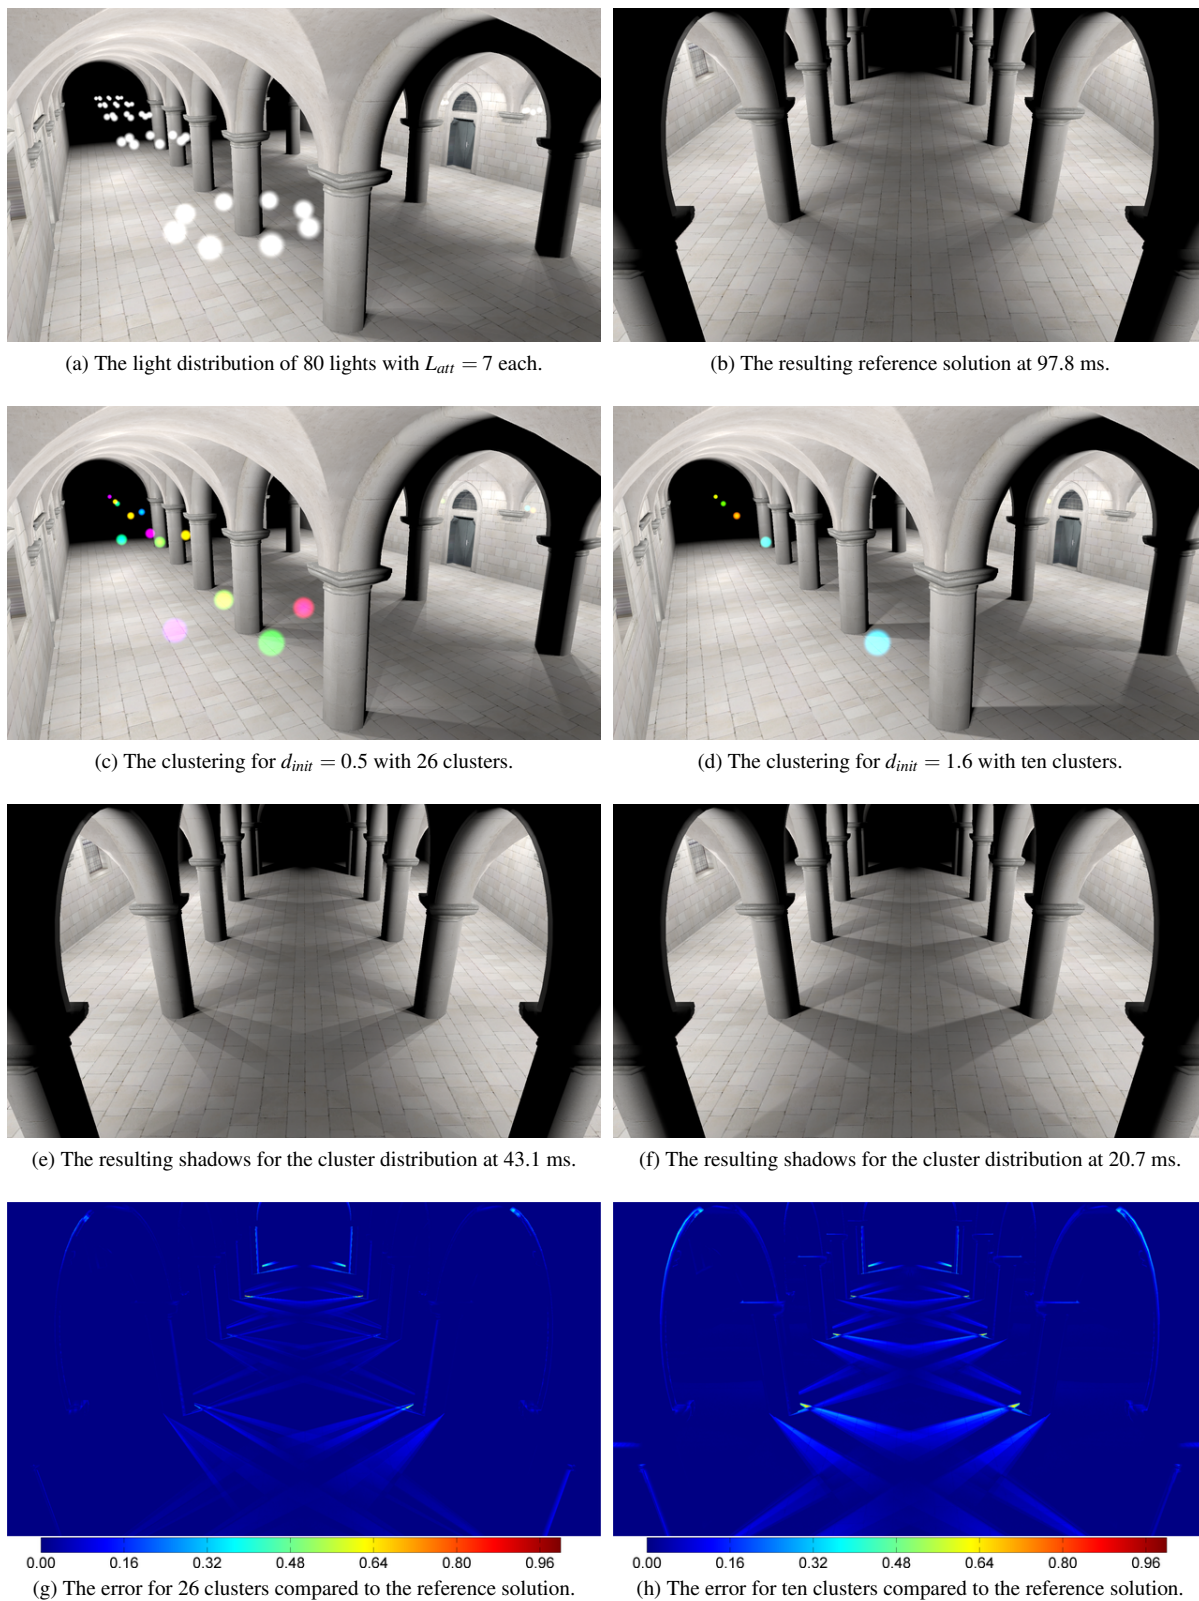 (a) The light distribution of 80 lights with L_att = 7 each.
(b) The resulting reference solution at 97.8 ms.
(c) The clustering for d_init = 0.5 with 26 clusters.
(d) The clustering for d_init = 1.6 with ten clusters.
(e) The resulting shadows for the cluster distribution at 43.1 ms.
(f) The resulting shadows for the cluster distribution at 20.7 ms.
0.00 0.16 0.32 0.48 0.64 0.80 0.96
(g) The error for 26 clusters compared to the reference solution.
0.00 0.16 0.32 0.48 0.64 0.80 0.96
(h) The error for ten clusters compared to the reference solution.